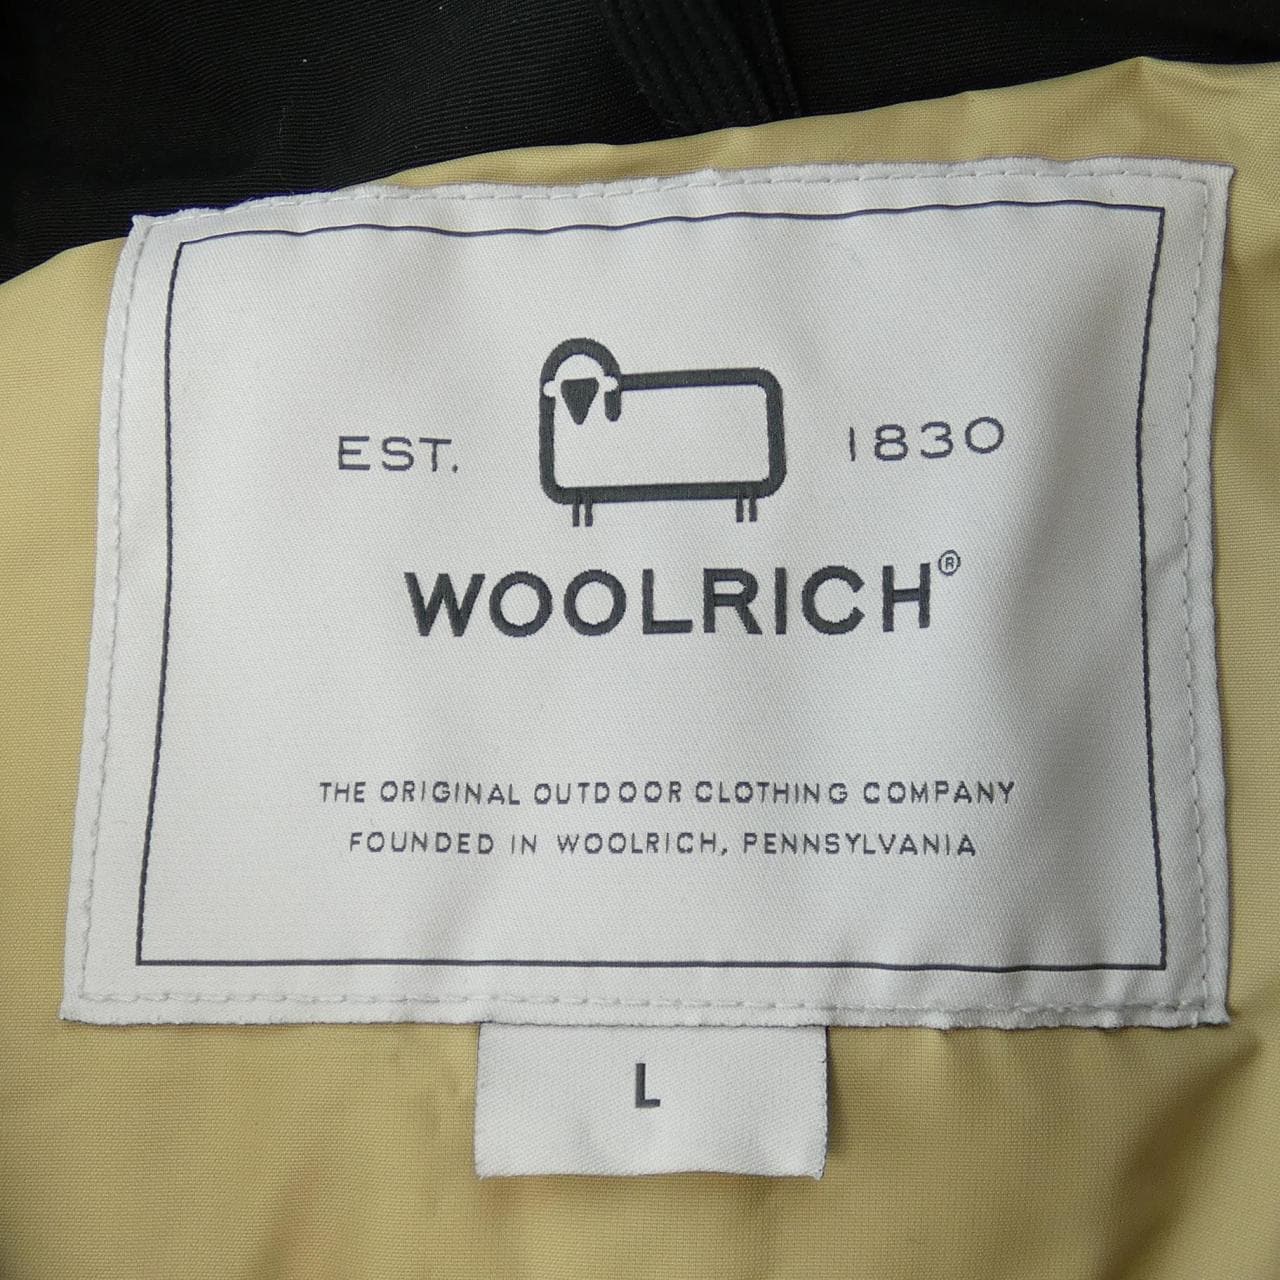 EST. 1830
WOOLRICH®
THE ORIGINAL OUTDOOR CLOTHING COMPANY
FOUNDED IN WOOLRICH, PENNSYLVANIA
L